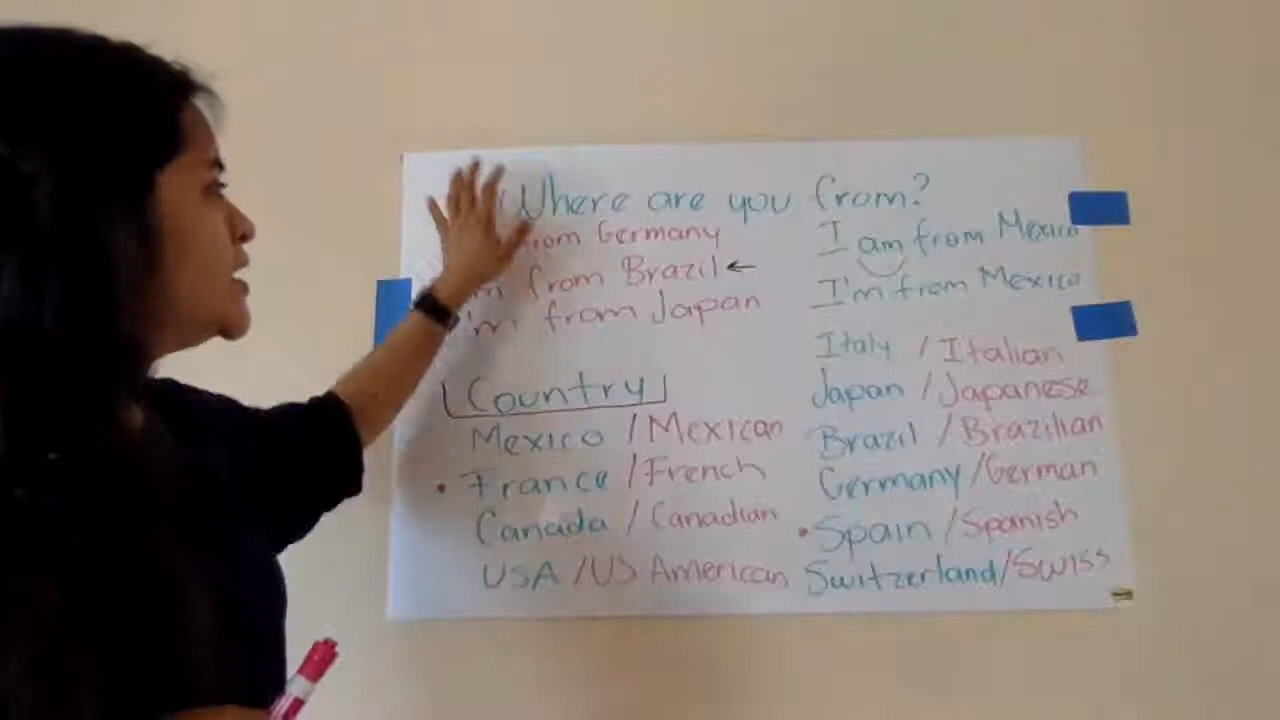 Where are you from?
from Germany
from Brazil ←
I'm from Japan
I am from Mexico
I'm from Mexico
Country
Mexico / Mexican
France / French
Canada / Canadian
USA / US American
Italy / Italian
Japan / Japanese
Brazil / Brazilian
Germany / German
Spain / Spanish
Switzerland / Swiss